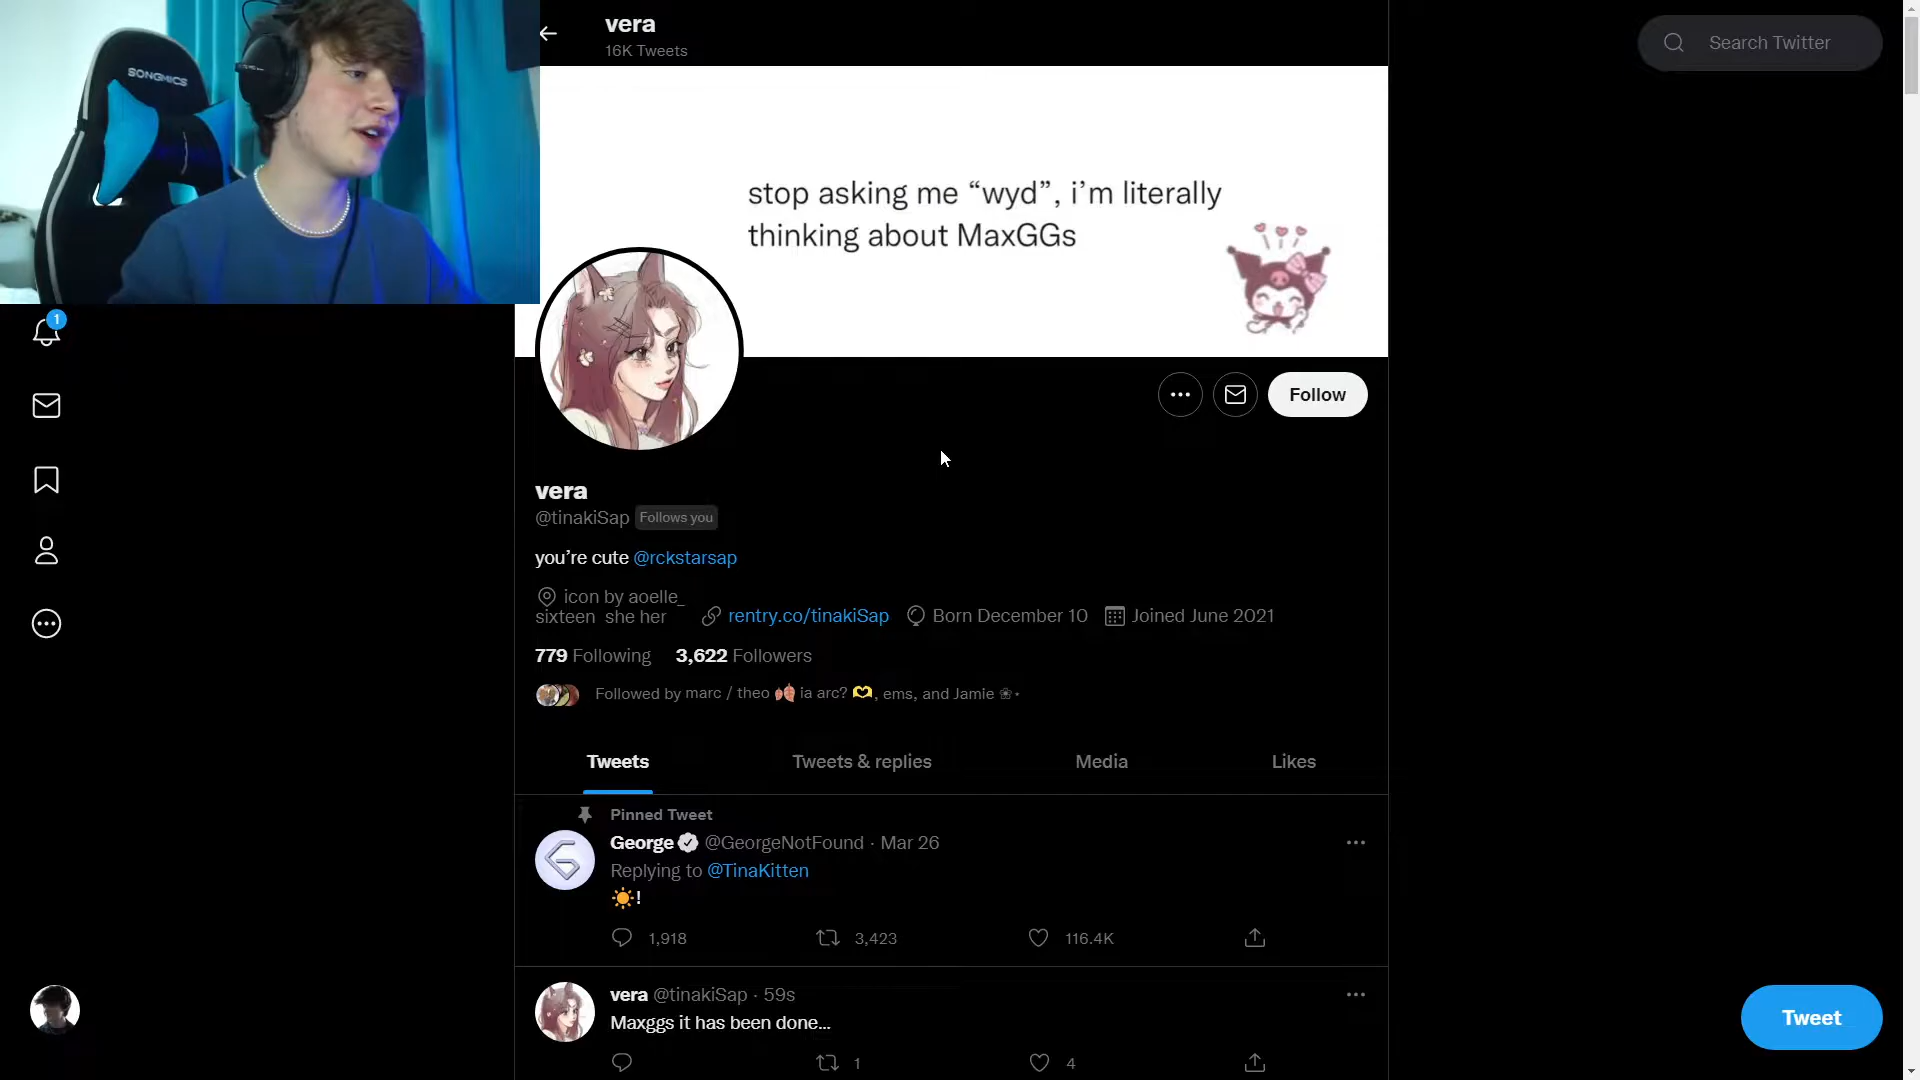 SONGMICS
vera
16K Tweets
Search Twitter
stop asking me “wyd”, i’m literally
thinking about MaxGGs
1
Follow
vera
@tinakiSap Follows you
you’re cute @rckstarsap
icon by aoelle_
sixteen she her
rentry.co/tinakiSap Born December 10 Joined June 2021
779 Following 3,622 Followers
Followed by marc / theo 🍂 ia arc? 🫶, ems, and Jamie ❀·
Tweets Tweets & replies Media Likes
Pinned Tweet
George @GeorgeNotFound · Mar 26
Replying to @TinaKitten
☀️!
1,918 3,423 116.4K
vera @tinakiSap · 59s
Maxggs it has been done...
1 4
Tweet